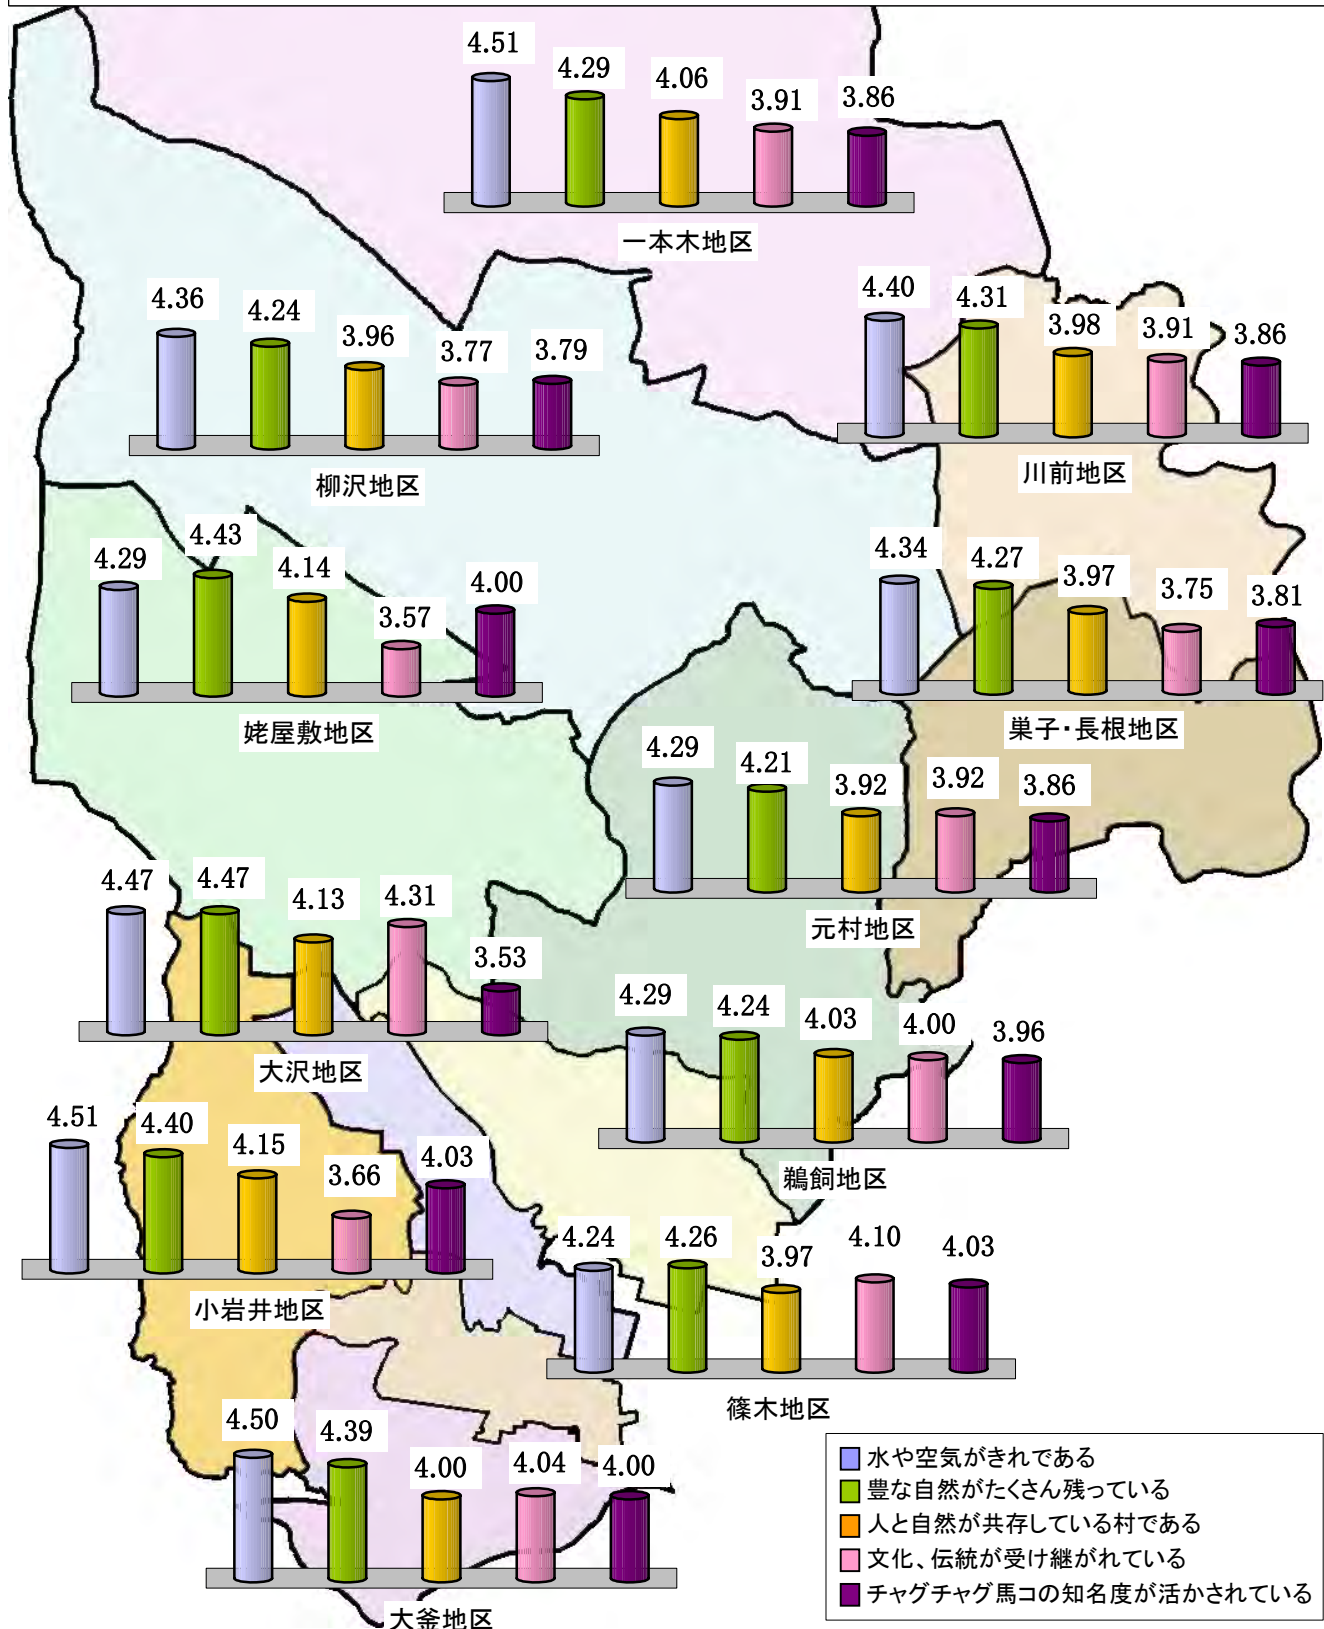 4.51 4.29 4.06 3.91 3.86
一本木地区
4.36 4.24 3.96 3.77 3.79
柳沢地区
4.40 4.31 3.98 3.91 3.86
川前地区
4.29 4.43 4.14 3.57 4.00
姥屋敷地区
4.34 4.27 3.97 3.75 3.81
巣子・長根地区
4.29 4.21 3.92 3.92 3.86
元村地区
4.47 4.47 4.13 4.31 3.53
大沢地区
4.29 4.24 4.03 4.00 3.96
鵜飼地区
4.51 4.40 4.15 3.66 4.03
小岩井地区
4.24 4.26 3.97 4.10 4.03
篠木地区
4.50 4.39 4.00 4.04 4.00
大釜地区
水や空気がきれである
豊な自然がたくさん残っている
人と自然が共存している村である
文化、伝統が受け継がれている
チャグチャグ馬コの知名度が活かされている